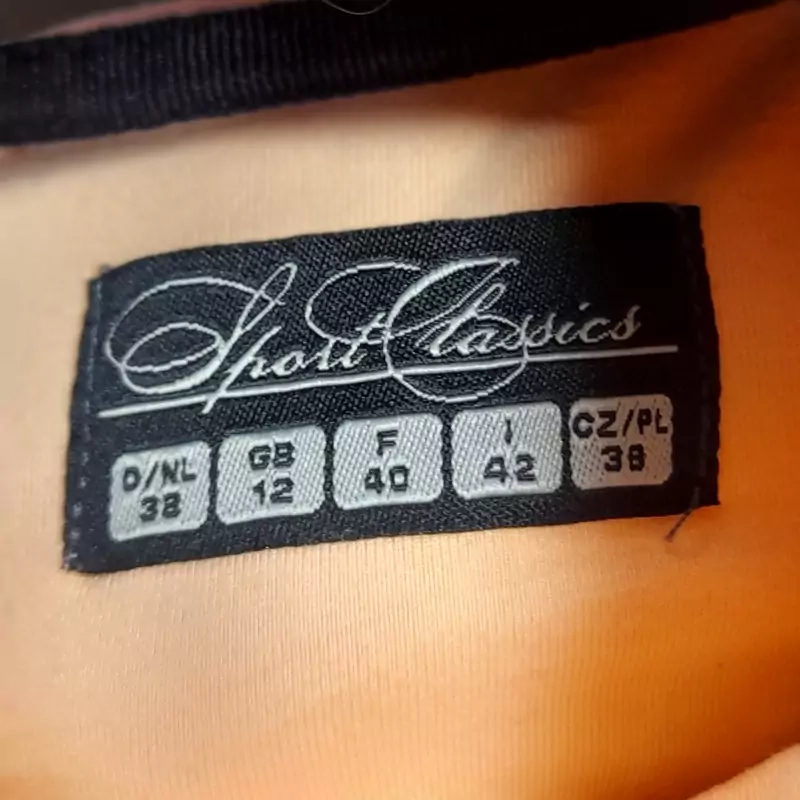 Sport Classics
D/NL GB F I CZ/PL
38 12 40 42 38